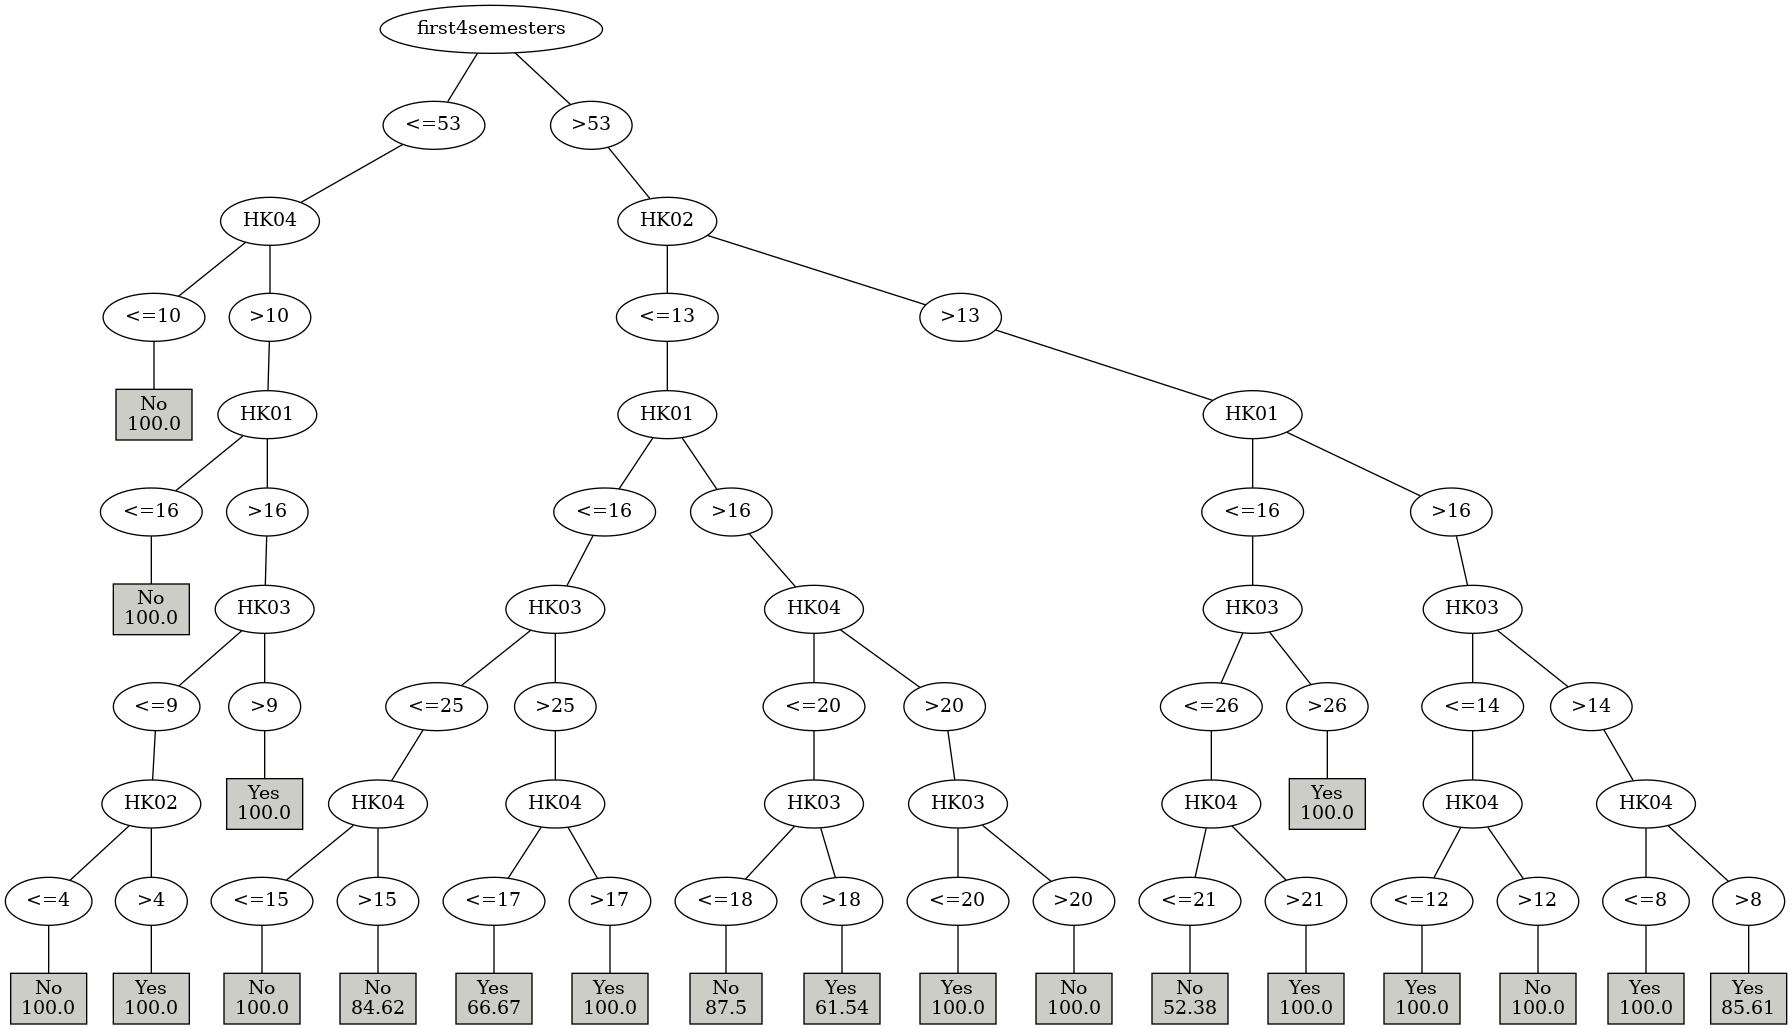 first4semesters
<=53
>53
HK04
HK02
<=10
>10
<=13
>13
No
100.0
HK01
HK01
HK01
<=16
>16
<=16
>16
<=16
>16
No
100.0
HK03
HK03
HK04
HK03
HK03
<=9
>9
<=25
>25
<=20
>20
<=26
>26
<=14
>14
HK02
Yes
100.0
HK04
HK04
HK03
HK03
HK04
Yes
100.0
HK04
HK04
<=4
>4
<=15
>15
<=17
>17
<=18
>18
<=20
>20
<=21
>21
<=12
>12
<=8
>8
No
100.0
Yes
100.0
No
100.0
No
84.62
Yes
66.67
Yes
100.0
No
87.5
Yes
61.54
Yes
100.0
No
100.0
No
52.38
Yes
100.0
Yes
100.0
No
100.0
Yes
100.0
Yes
85.61